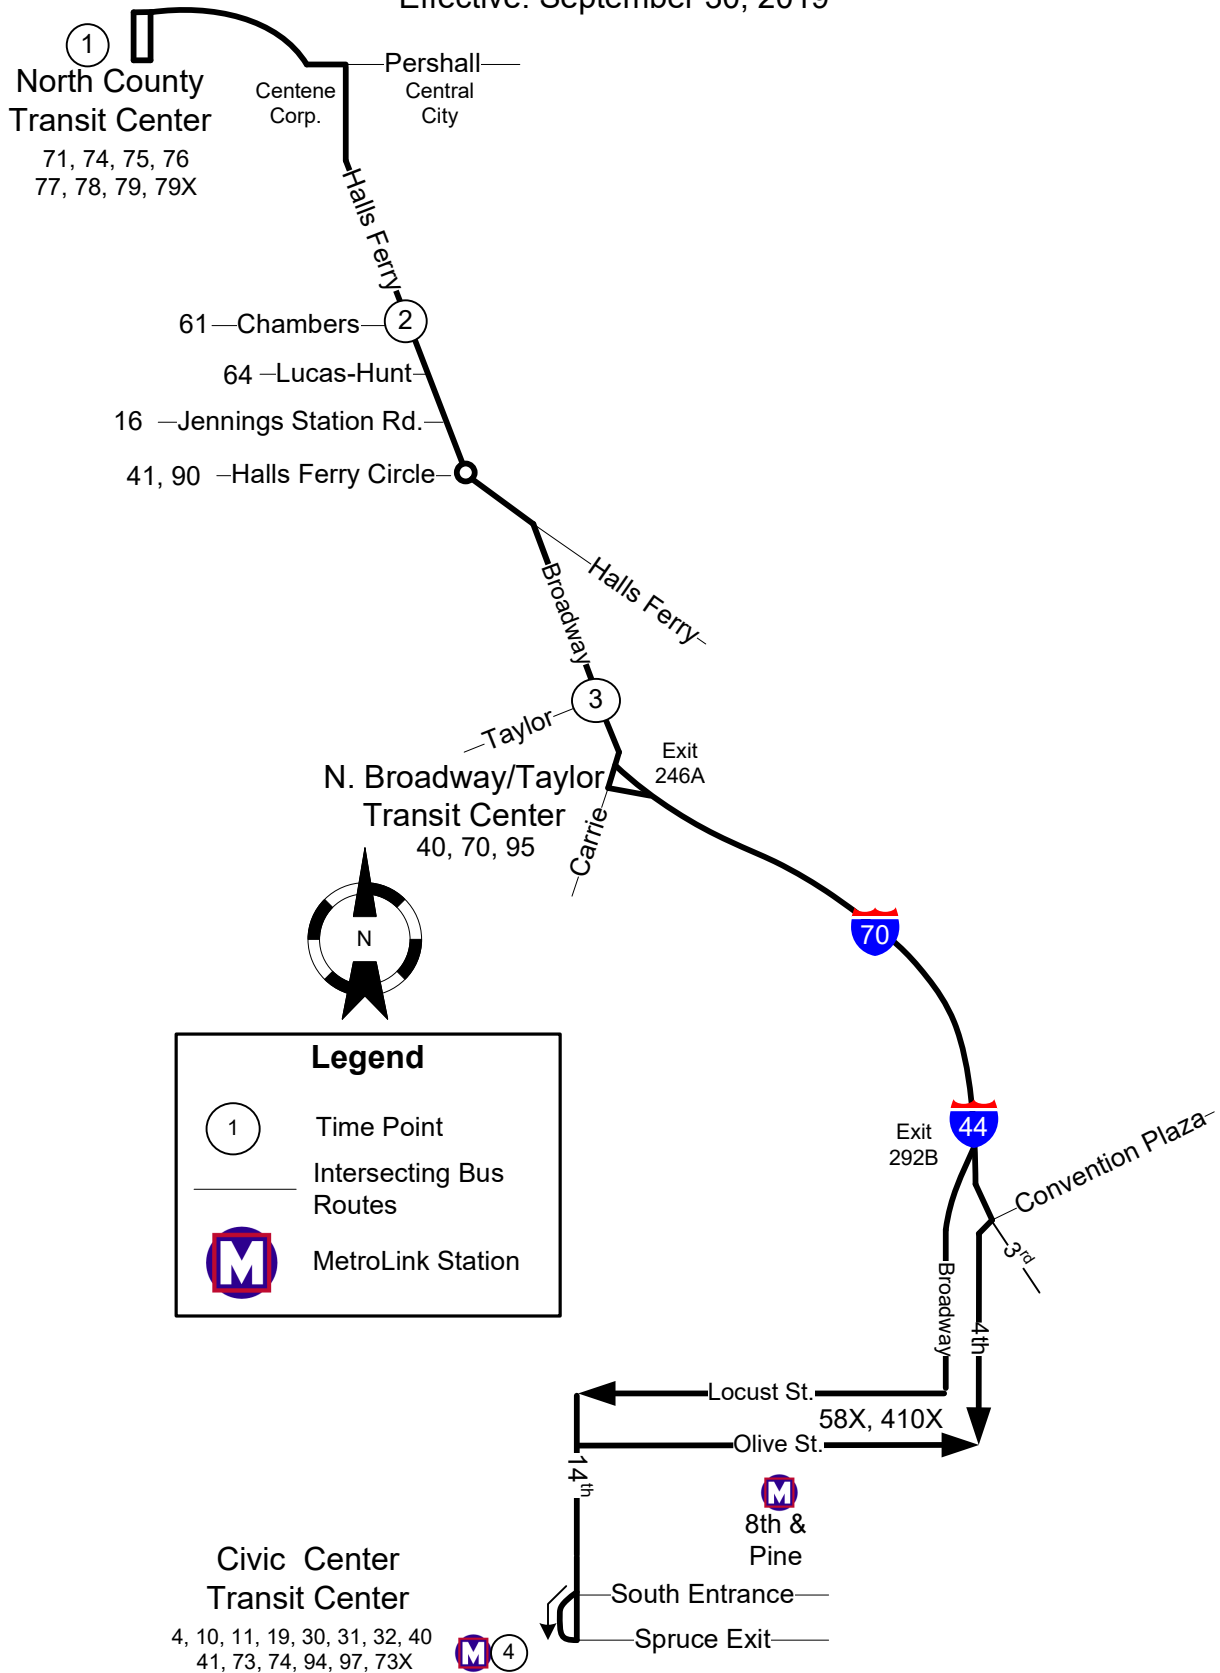 Effective: September 30, 2019
1
North County
Transit Center
71, 74, 75, 76
77, 78, 79, 79X
Centene
Corp.
Pershall
Central
City
Halls Ferry
61
Chambers
2
64
Lucas-Hunt
16
Jennings Station Rd.
41, 90
Halls Ferry Circle
Halls Ferry
Broadway
3
Taylor
N. Broadway/Taylor
Transit Center
40, 70, 95
Exit
246A
Carrie
N
70
Legend
1
Time Point
Intersecting Bus
Routes
M
MetroLink Station
44
Exit
292B
Convention Plaza
3rd
Broadway
4th
Locust St.
58X, 410X
Olive St.
14th
M
8th &
Pine
Civic Center
Transit Center
4, 10, 11, 19, 30, 31, 32, 40
41, 73, 74, 94, 97, 73X
M
4
South Entrance
Spruce Exit